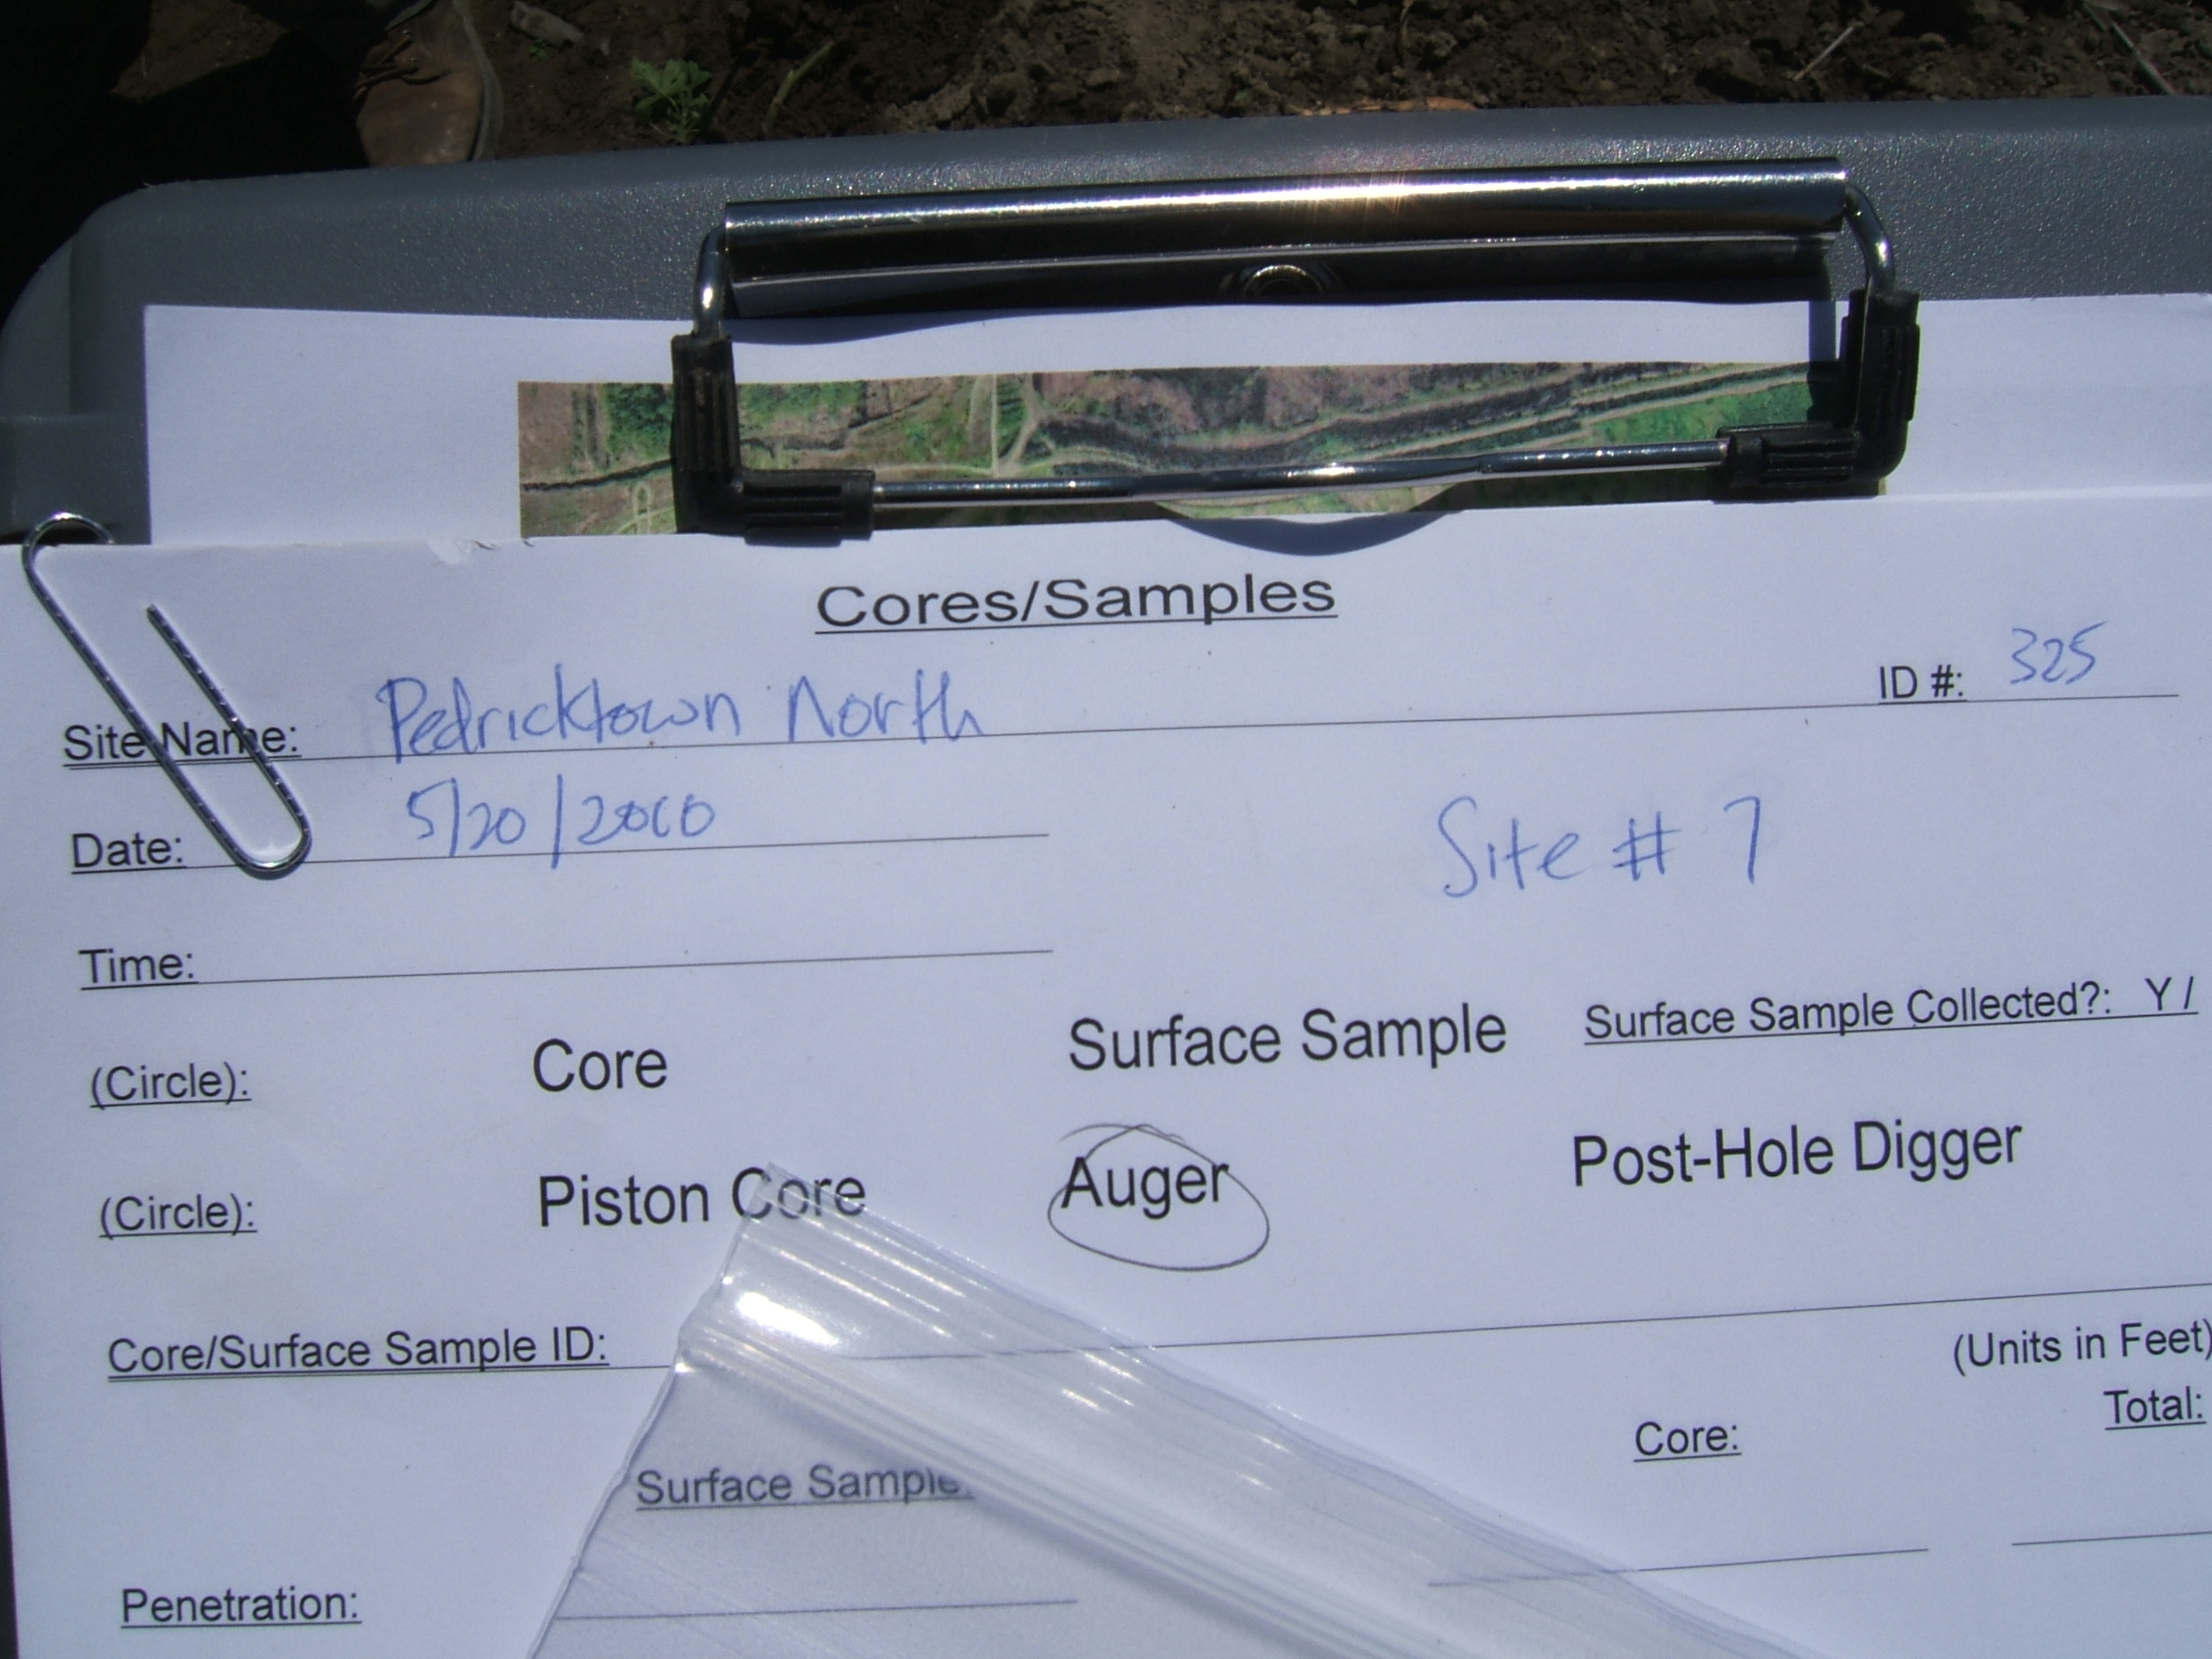 Cores/Samples
Site Name: Pedricktown North ID #: 325
Date: 5/20/2010 Site # 7
Time:
(Circle): Core Surface Sample Surface Sample Collected?: Y /
(Circle): Piston Core Auger Post-Hole Digger
Core/Surface Sample ID:
(Units in Feet)
Surface Sample: Core: Total:
Penetration: